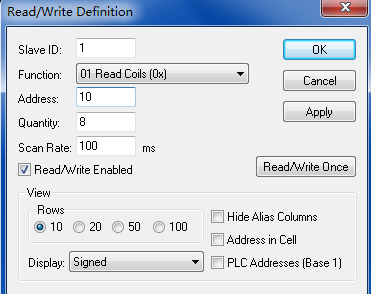 Read/Write Definition
Slave ID: 1
OK
Function: 01 Read Coils (0x)
Cancel
Address: 10
Quantity: 8
Apply
Scan Rate: 100 ms
Read/Write Enabled
Read/Write Once
View
Rows
10 20 50 100
Hide Alias Columns
Address in Cell
Display: Signed
PLC Addresses (Base 1)